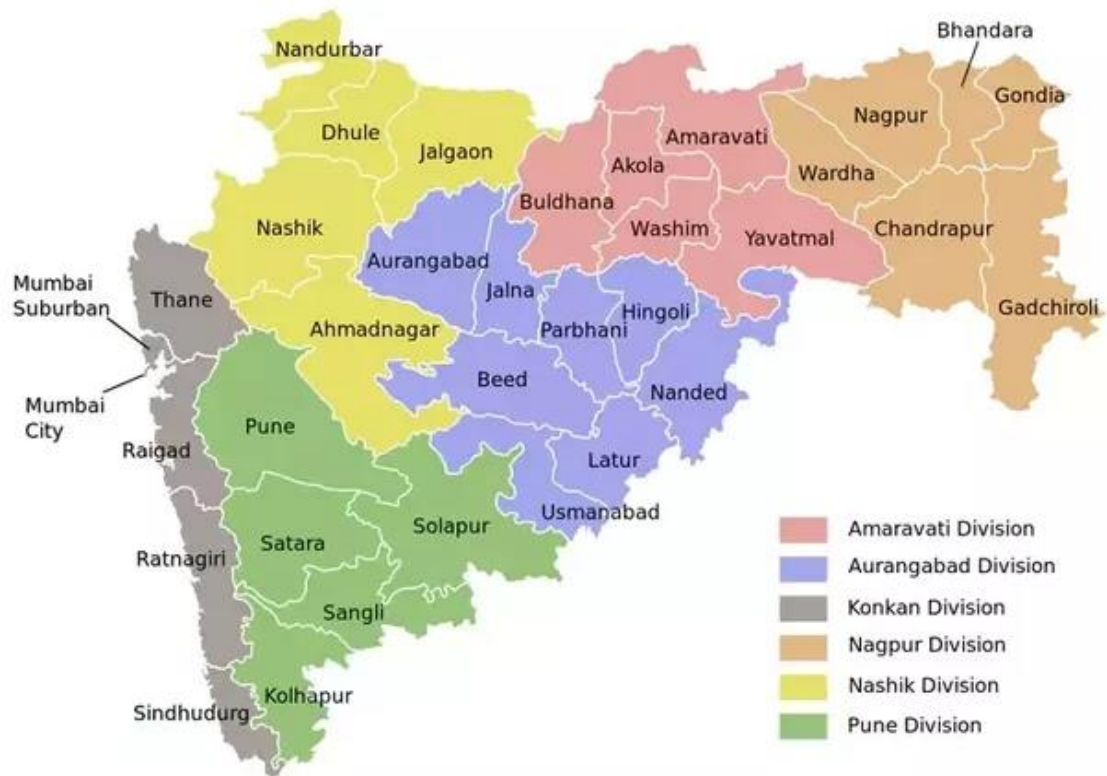 Nandurbar
Bhandara
Dhule
Jalgaon
Nagpur
Gondia
Amaravati
Akola
Wardha
Buldhana
Nashik
Washim
Yavatmal
Chandrapur
Aurangabad
Jalna
Mumbai
Suburban
Thane
Hingoli
Parbhani
Gadchiroli
Ahmadnagar
Beed
Nanded
Mumbai
City
Pune
Raigad
Latur
Usmanabad
Solapur
Satara
Ratnagiri
Sangli
Kolhapur
Sindhudurg
Amaravati Division
Aurangabad Division
Konkan Division
Nagpur Division
Nashik Division
Pune Division